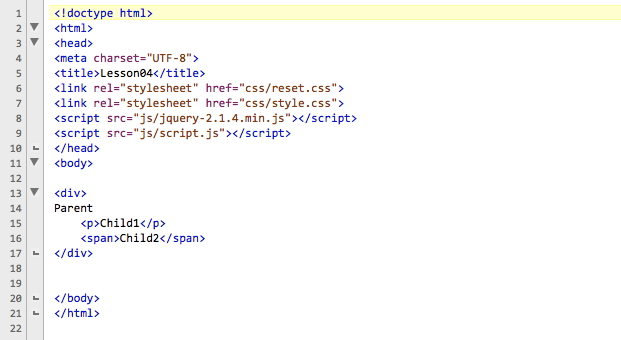 1 <!doctype html>
2 <html>
3 <head>
4 <meta charset="UTF-8">
5 <title>Lesson04</title>
6 <link rel="stylesheet" href="css/reset.css">
7 <link rel="stylesheet" href="css/style.css">
8 <script src="js/jquery-2.1.4.min.js"></script>
9 <script src="js/script.js"></script>
10 </head>
11 <body>
12
13 <div>
14 Parent
15     <p>Child1</p>
16     <span>Child2</span>
17 </div>
18
19
20 </body>
21 </html>
22